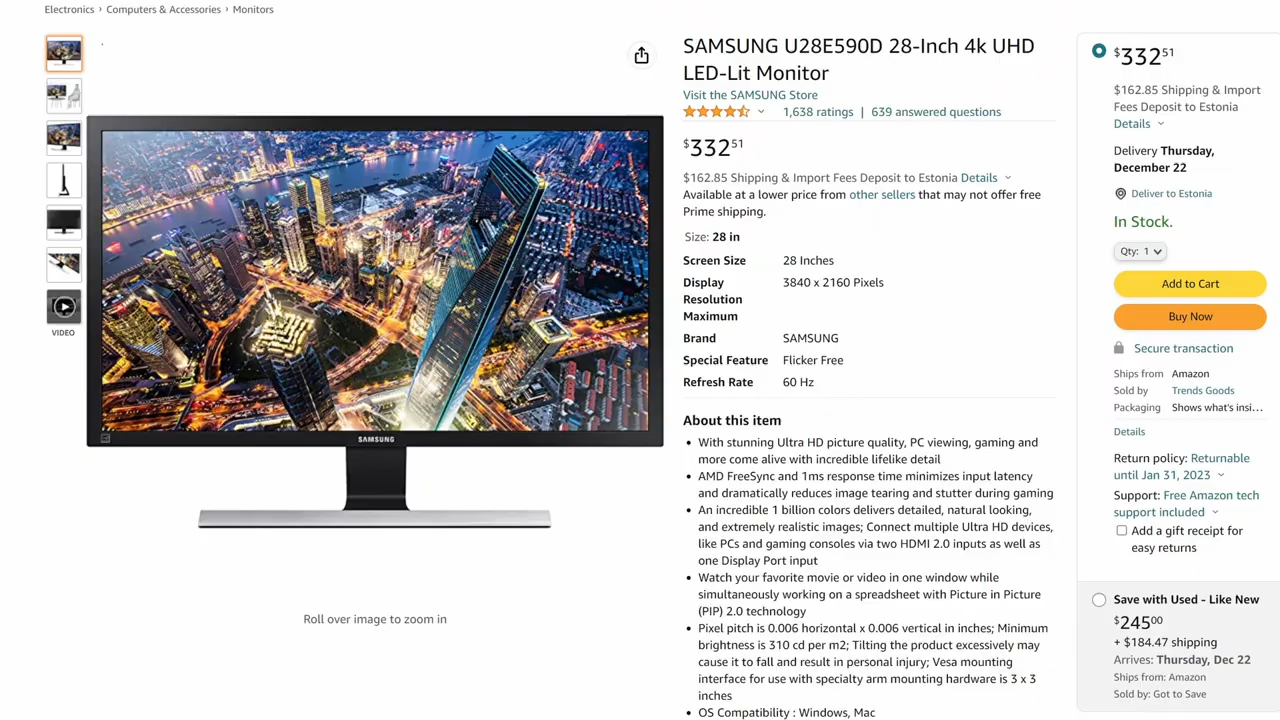 Electronics › Computers & Accessories › Monitors
SAMSUNG U28E590D 28-Inch 4k UHD
LED-Lit Monitor
Visit the SAMSUNG Store
1,638 ratings | 639 answered questions
$33251
$162.85 Shipping & Import Fees Deposit to Estonia Details
Available at a lower price from other sellers that may not offer free
Prime shipping.
Size: 28 in
Screen Size 28 Inches
Display Resolution Maximum 3840 x 2160 Pixels
Brand SAMSUNG
Special Feature Flicker Free
Refresh Rate 60 Hz
About this item
• With stunning Ultra HD picture quality, PC viewing, gaming and
more come alive with incredible lifelike detail
• AMD FreeSync and 1ms response time minimizes input latency
and dramatically reduces image tearing and stutter during gaming
• An incredible 1 billion colors delivers detailed, natural looking,
and extremely realistic images; Connect multiple Ultra HD devices,
like PCs and gaming consoles via two HDMI 2.0 inputs as well as
one Display Port input
• Watch your favorite movie or video in one window while
simultaneously working on a spreadsheet with Picture in Picture
(PIP) 2.0 technology
• Pixel pitch is 0.006 horizontal x 0.006 vertical in inches; Minimum
brightness is 310 cd per m2; Tilting the product excessively may
cause it to fall and result in personal injury; Vesa mounting
interface for use with specialty arm mounting hardware is 3 x 3
inches
• OS Compatibility : Windows, Mac
VIDEO
SAMSUNG
Roll over image to zoom in
$33251
$162.85 Shipping & Import
Fees Deposit to Estonia
Details
Delivery Thursday,
December 22
Deliver to Estonia
In Stock.
Qty: 1
Add to Cart
Buy Now
Secure transaction
Ships from Amazon
Sold by Trends Goods
Packaging Shows what's insi...
Details
Return policy: Returnable
until Jan 31, 2023
Support: Free Amazon tech
support included
Add a gift receipt for
easy returns
Save with Used - Like New
$24500
+ $184.47 shipping
Arrives: Thursday, Dec 22
Ships from: Amazon
Sold by: Got to Save